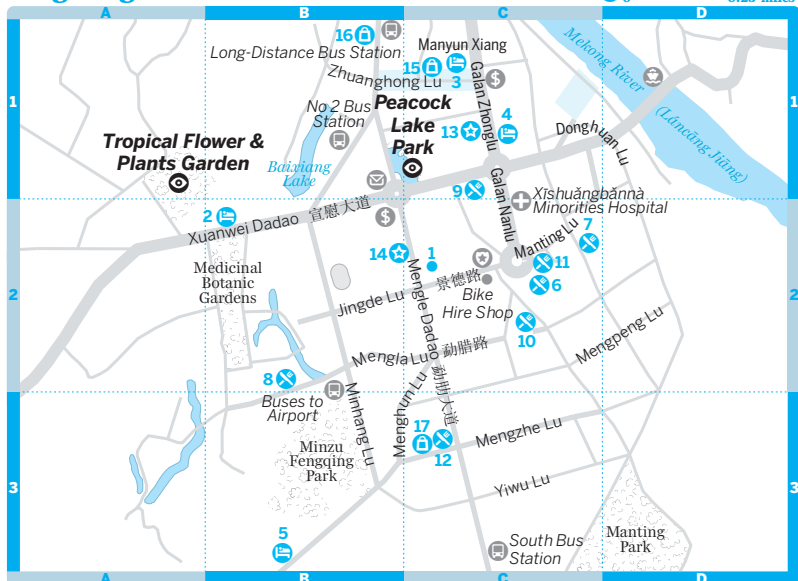 A
B
C
D
16
Long-Distance Bus Station
Manyun Xiang
15
3
Zhuanghong Lu
Galan Zhonglu
Mekong River
(Láncāng Jiāng)
1
1
No 2 Bus
Station
Peacock
Lake
Park
13
4
Donghuan Lu
Tropical Flower &
Plants Garden
Baixiang
Lake
9
Galan Nanlu
Xīshuāngbǎnnà
Minorities Hospital
2
Xuanwei Dadao 宣慰大道
7
Manting Lu
14
1
11
Medicinal
Botanic
Gardens
Mengle Dadao 勐肋大道
Jingde Lu 景德路
6
2
2
Bike
Hire Shop
10
Mengpeng Lu
Mengla Luo 勐腊路
8
Buses to
Airport
Minhang Lu
Menghun Lu
17
12
Mengzhe Lu
Minzu
Fengqing
Park
3
3
Yiwu Lu
5
South Bus
Station
Manting
Park
A
B
C
D